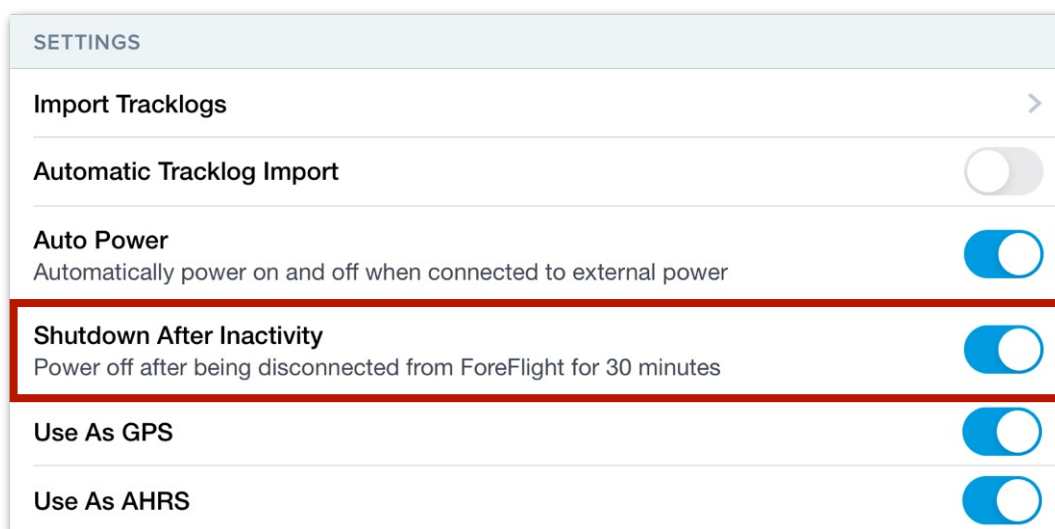 SETTINGS
Import Tracklogs
Automatic Tracklog Import
Auto Power
Automatically power on and off when connected to external power
Shutdown After Inactivity
Power off after being disconnected from ForeFlight for 30 minutes
Use As GPS
Use As AHRS